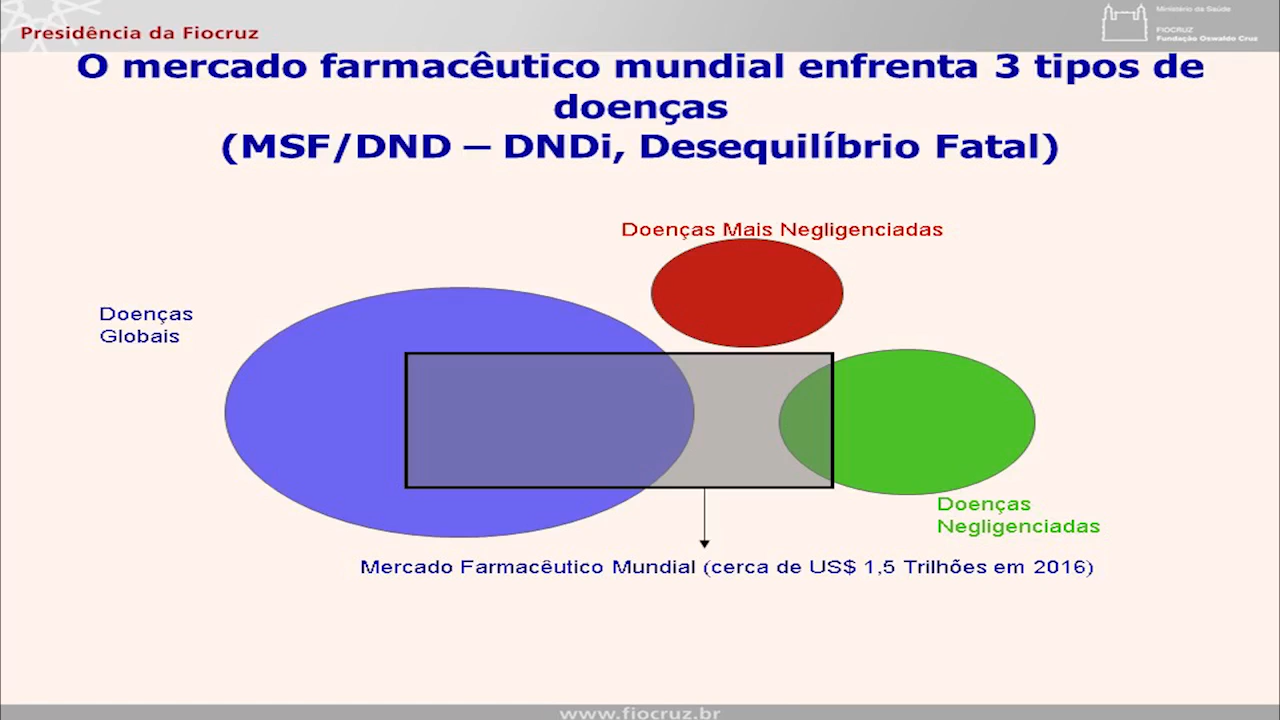 Presidência da Fiocruz
Ministério da Saúde
FIOCRUZ
Fundação Oswaldo Cruz
O mercado farmacêutico mundial enfrenta 3 tipos de
doenças
(MSF/DND – DNDi, Desequilíbrio Fatal)
Doenças Mais Negligenciadas
Doenças
Globais
Doenças
Negligenciadas
Mercado Farmacêutico Mundial (cerca de US$ 1,5 Trilhões em 2016)
www.fiocruz.br